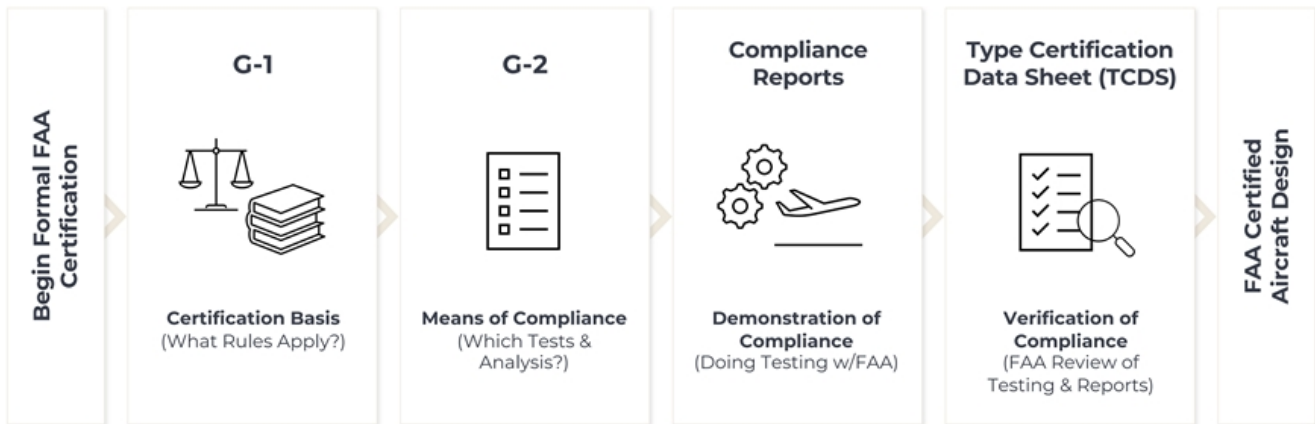 Begin Formal FAA
Certification
G-1
Certification Basis
(What Rules Apply?)
G-2
Means of Compliance
(Which Tests &
Analysis?)
Compliance
Reports
Demonstration of
Compliance
(Doing Testing w/FAA)
Type Certification
Data Sheet (TCDS)
Verification of
Compliance
(FAA Review of
Testing & Reports)
FAA Certified
Aircraft Design